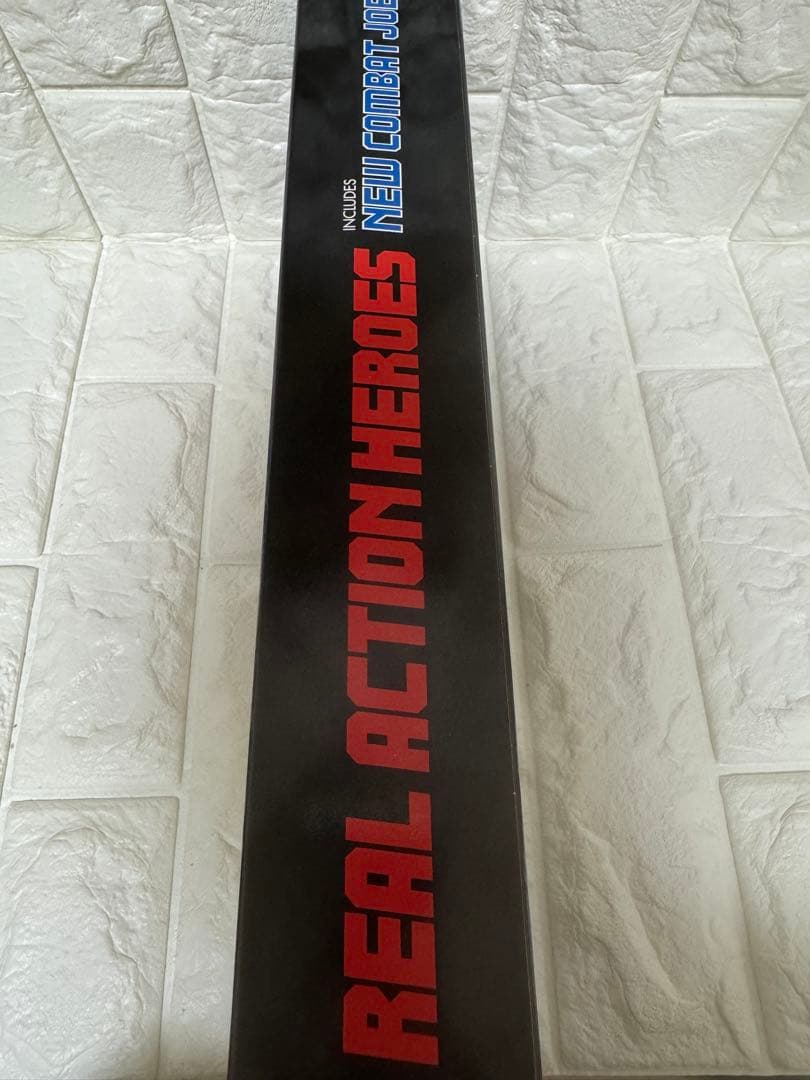 REAL ACTION HEROES
INCLUDES
NEW COMBAT JOE